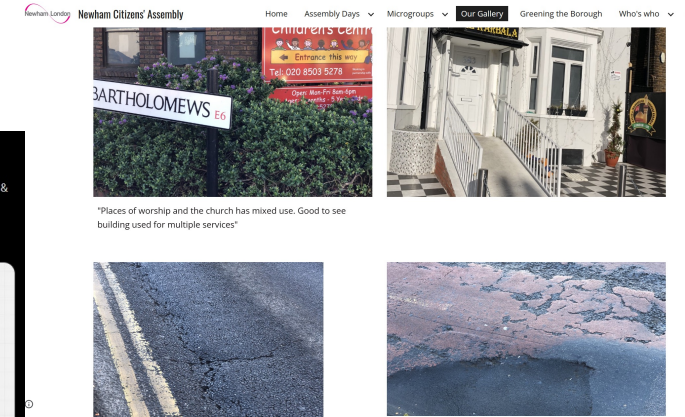 Newham London
Newham Citizens' Assembly
Home Assembly Days Microgroups Our Gallery Greening the Borough Who's who
Children's Centre
Entrance this way
Tel: 020 8503 5278
Open: Mon-Fri 8am-6pm
BARTHOLOMEWS E6
KARBALA
&
"Places of worship and the church has mixed use. Good to see
building used for multiple services"